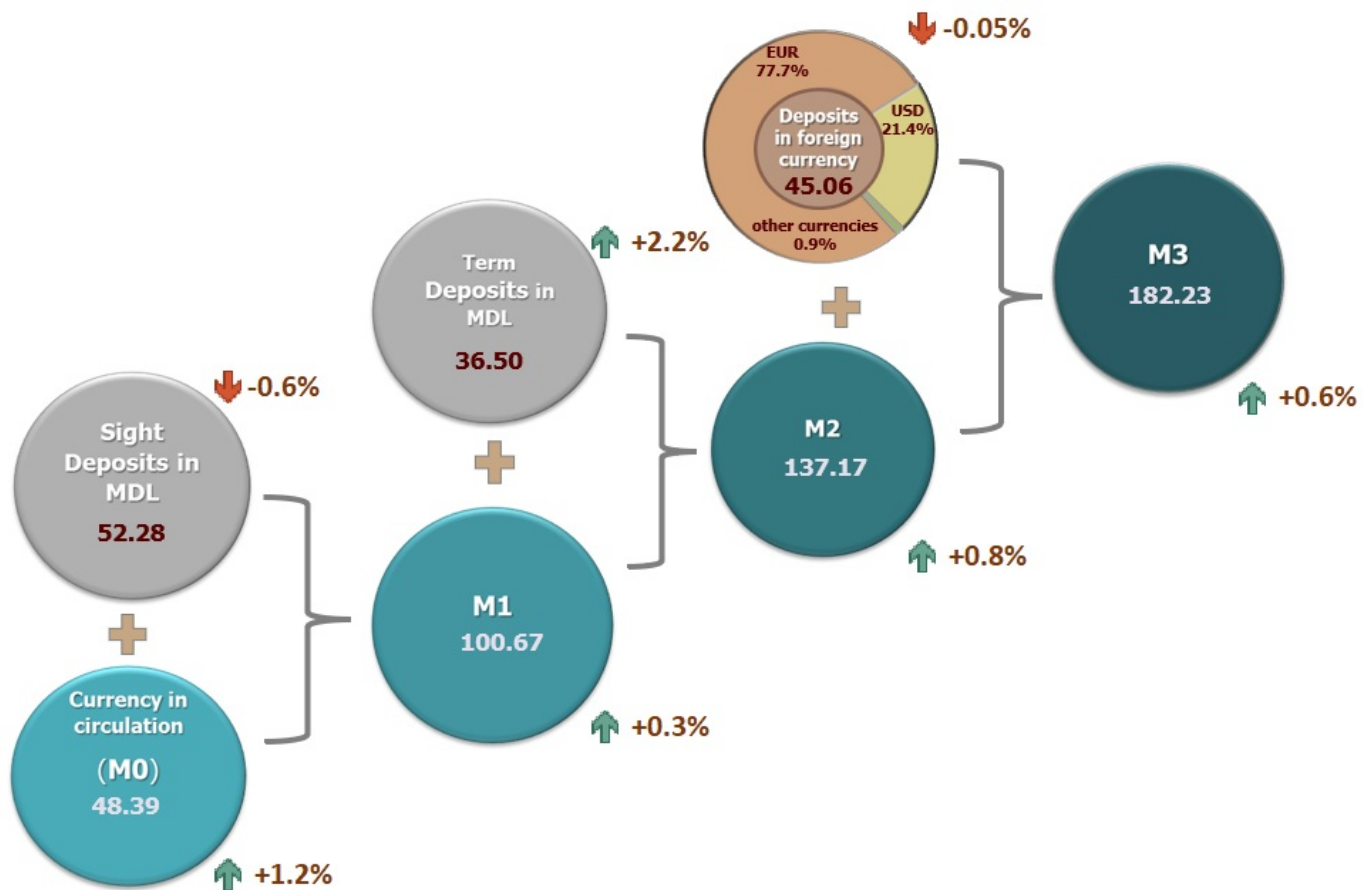 -0.05%
EUR
77.7%
USD
21.4%
Deposits
in foreign
currency
45.06
other currencies
0.9%
M3
182.23
+0.6%
+2.2%
Term
Deposits in
MDL
36.50
M2
137.17
+0.8%
-0.6%
Sight
Deposits in
MDL
52.28
M1
100.67
+0.3%
Currency in
circulation
(M0)
48.39
+1.2%